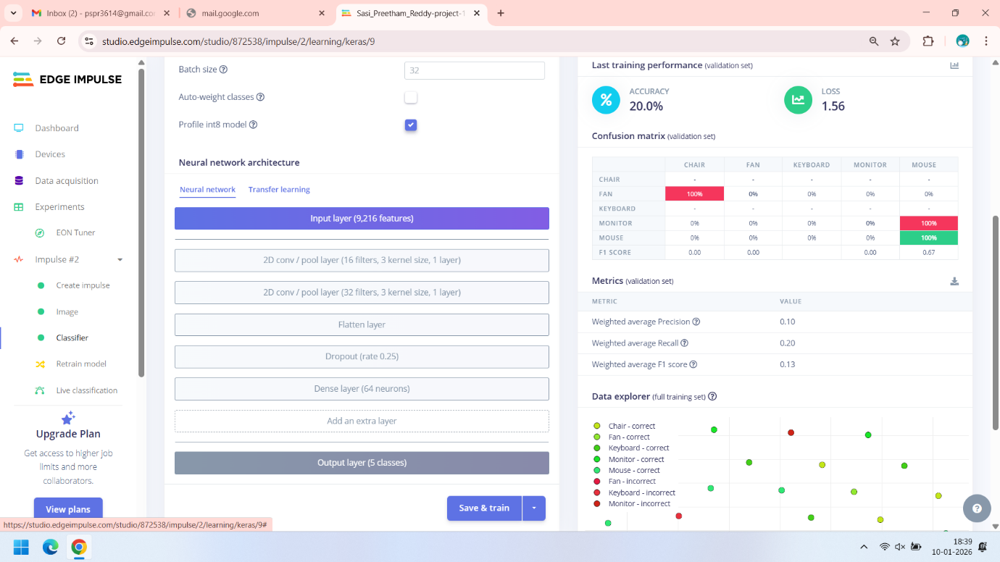 Inbox (2) - pspr3614@gmail.co
mail.google.com
Sasi_Preetham_Reddy-project-1
studio.edgeimpulse.com/studio/872538/impulse/2/learning/keras/9
EDGE IMPULSE
Dashboard
Devices
Data acquisition
Experiments
EON Tuner
Impulse #2
Create impulse
Image
Classifier
Retrain model
Live classification
Upgrade Plan
Get access to higher job
limits and more
collaborators.
View plans
https://studio.edgeimpulse.com/studio/872538/impulse/2/learning/keras/9#
Batch size
32
Auto-weight classes
Profile int8 model
Neural network architecture
Neural network Transfer learning
Input layer (9,216 features)
2D conv / pool layer (16 filters, 3 kernel size, 1 layer)
2D conv / pool layer (32 filters, 3 kernel size, 1 layer)
Flatten layer
Dropout (rate 0.25)
Dense layer (64 neurons)
Add an extra layer
Output layer (5 classes)
Save & train
Last training performance (validation set)
% ACCURACY
20.0%
LOSS
1.56
Confusion matrix (validation set)
CHAIR FAN KEYBOARD MONITOR MOUSE
CHAIR - - - - -
FAN 100% 0% 0% 0% 0%
KEYBOARD - - - - -
MONITOR 0% 0% 0% 0% 100%
MOUSE 0% 0% 0% 0% 100%
F1 SCORE 0.00 0.00 0.00 0.67
Metrics (validation set)
METRIC VALUE
Weighted average Precision 0.10
Weighted average Recall 0.20
Weighted average F1 score 0.13
Data explorer (full training set)
Chair - correct
Fan - correct
Keyboard - correct
Monitor - correct
Mouse - correct
Fan - incorrect
Keyboard - incorrect
Monitor - incorrect
18:39
10-01-2026